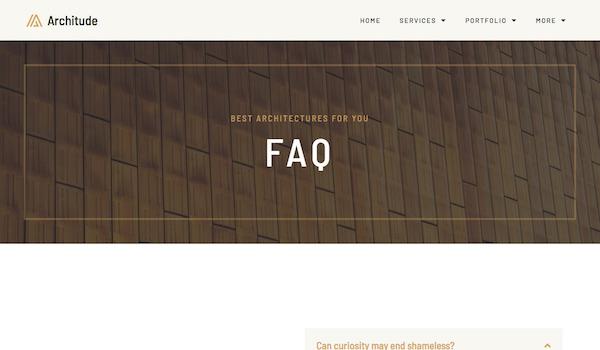 Architude
HOME SERVICES PORTFOLIO MORE
BEST ARCHITECTURES FOR YOU
FAQ
Can curiosity may end shameless?